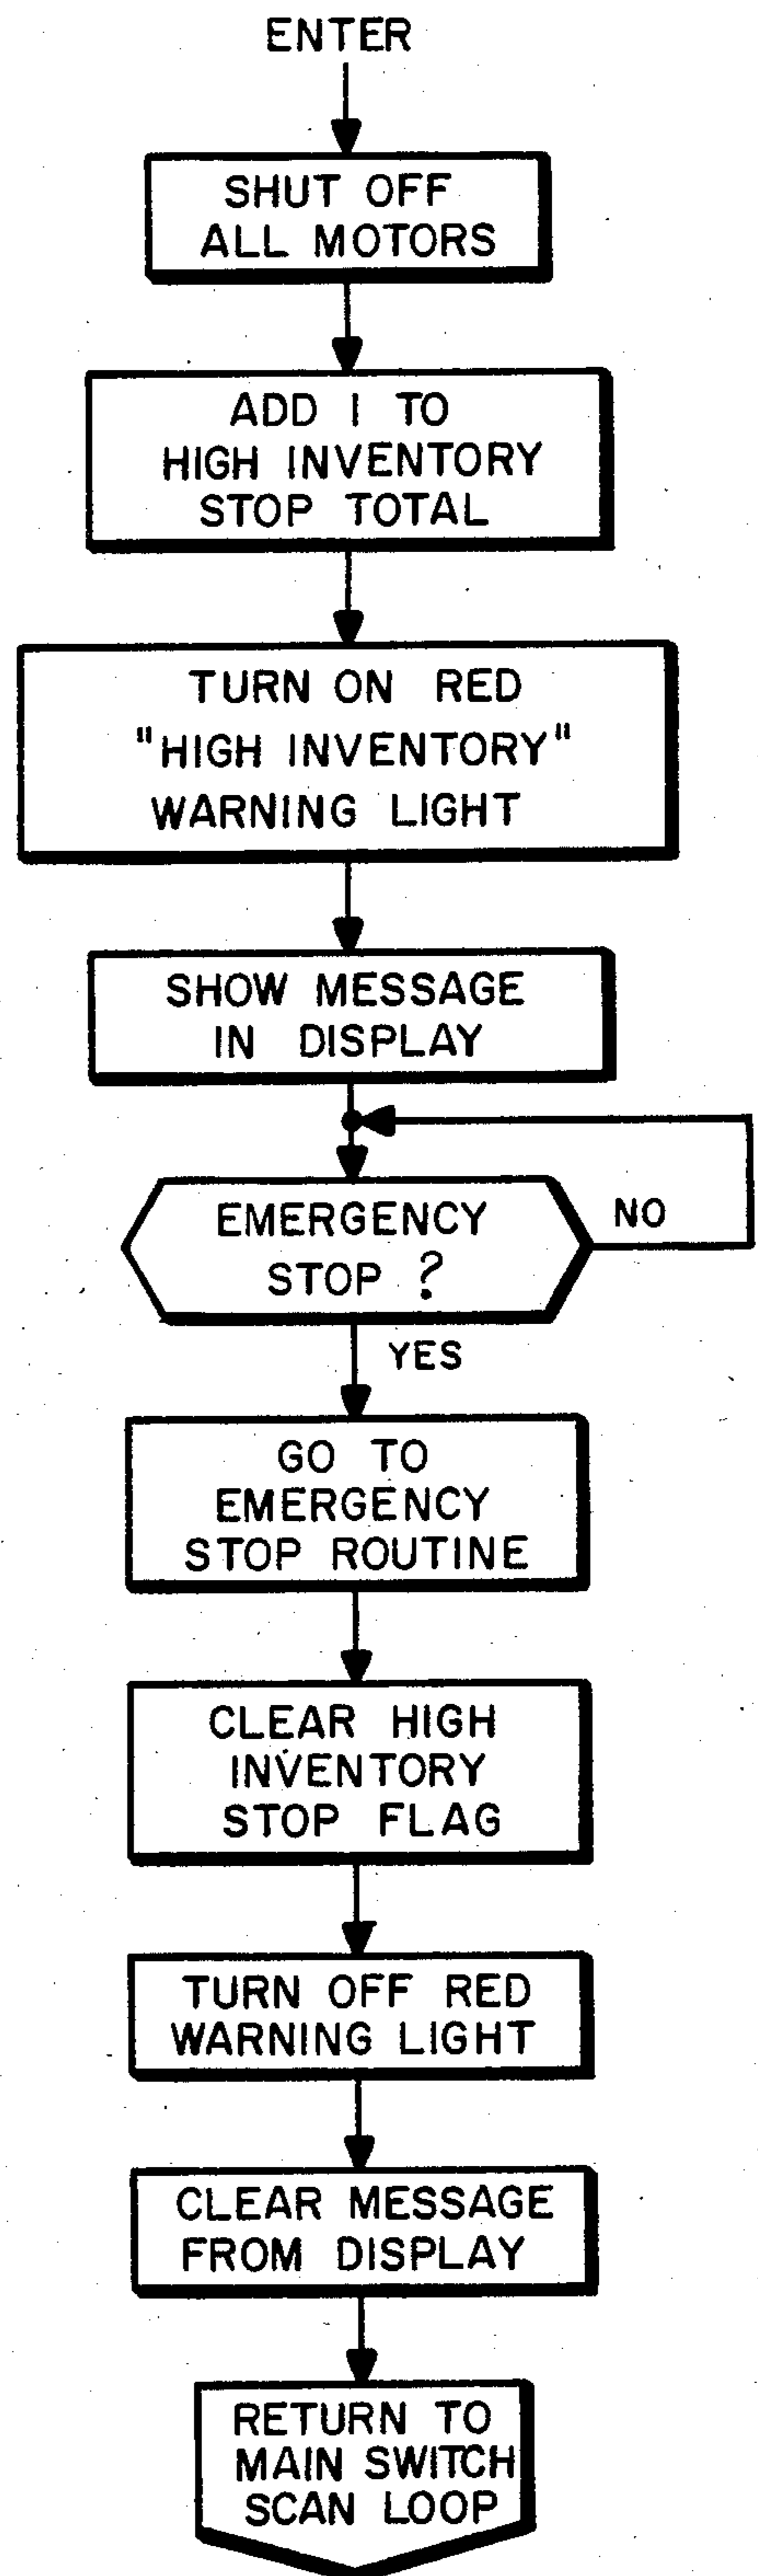 ENTER
SHUT OFF
ALL MOTORS
ADD 1 TO
HIGH INVENTORY
STOP TOTAL
TURN ON RED
"HIGH INVENTORY"
WARNING LIGHT
SHOW MESSAGE
IN DISPLAY
EMERGENCY
STOP ?
NO
YES
GO TO
EMERGENCY
STOP ROUTINE
CLEAR HIGH
INVENTORY
STOP FLAG
TURN OFF RED
WARNING LIGHT
CLEAR MESSAGE
FROM DISPLAY
RETURN TO
MAIN SWITCH
SCAN LOOP